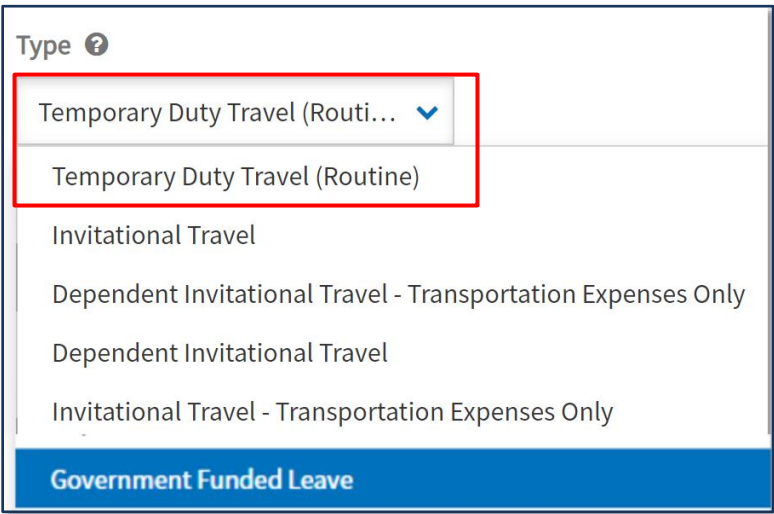 Type ?
Temporary Duty Travel (Routi...
Temporary Duty Travel (Routine)
Invitational Travel
Dependent Invitational Travel - Transportation Expenses Only
Dependent Invitational Travel
Invitational Travel - Transportation Expenses Only
Government Funded Leave